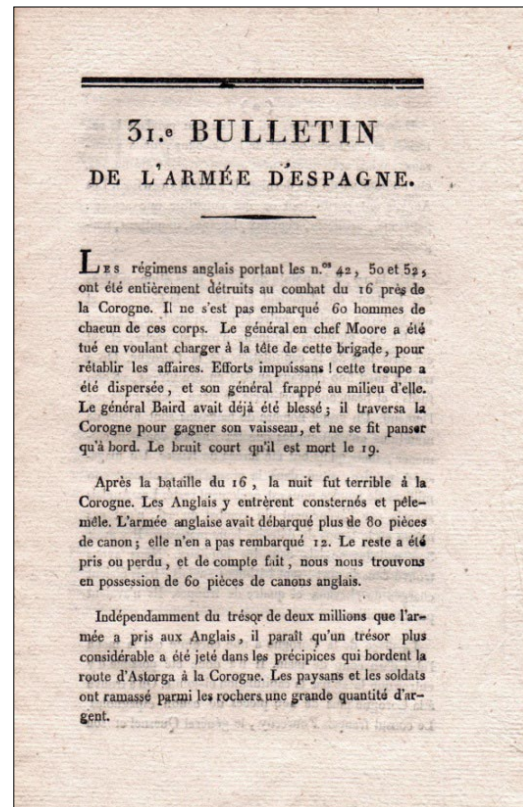 31.e BULLETIN
DE L'ARMÉE D'ESPAGNE.
LES régimens anglais portant les n.os 42, 50 et 52,
ont été entièrement détruits au combat du 16 près de
la Corogne. Il ne s'est pas embarqué 60 hommes de
chacun de ces corps. Le général en chef Moore a été
tué en voulant charger à la tête de cette brigade, pour
rétablir les affaires. Efforts impuissans ! cette troupe a
été dispersée, et son général frappé au milieu d'elle.
Le général Baird avait déjà été blessé ; il traversa la
Corogne pour gagner son vaisseau, et ne se fit panser
qu'à bord. Le bruit court qu'il est mort le 19.
Après la bataille du 16, la nuit fut terrible à la
Corogne. Les Anglais y entrèrent consternés et pêle-
mêle. L'armée anglaise avait débarqué plus de 80 pièces
de canon ; elle n'en a pas rembarqué 12. Le reste a été
pris ou perdu, et de compte fait, nous nous trouvons
en possession de 60 pièces de canons anglais.
Indépendamment du trésor de deux millions que l'ar-
mée a pris aux Anglais, il paraît qu'un trésor plus
considérable a été jeté dans les précipices qui bordent la
route d'Astorga à la Corogne. Les paysans et les soldats
ont ramassé parmi les rochers une grande quantité d'ar-
gent.